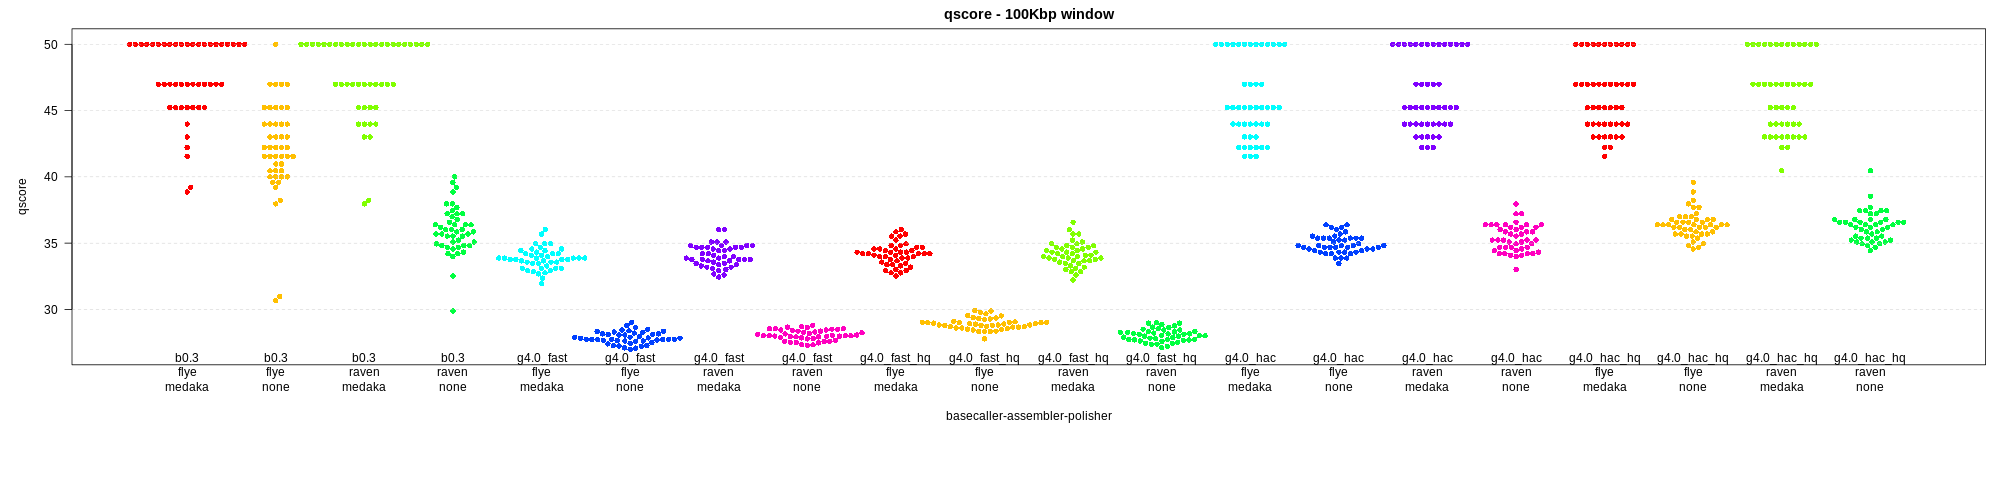 qscore - 100Kbp window
50
45
40
35
30
qscore
b0.3 b0.3 b0.3 b0.3 g4.0_fast g4.0_fast g4.0_fast g4.0_fast g4.0_fast_hq g4.0_fast_hq g4.0_fast_hq g4.0_fast_hq g4.0_hac g4.0_hac g4.0_hac g4.0_hac g4.0_hac_hq g4.0_hac_hq g4.0_hac_hq g4.0_hac_hq
flye flye raven raven flye flye raven raven flye flye raven raven flye flye raven raven flye flye raven raven
medaka none medaka none medaka none medaka none medaka none medaka none medaka none medaka none medaka none medaka none
basecaller-assembler-polisher